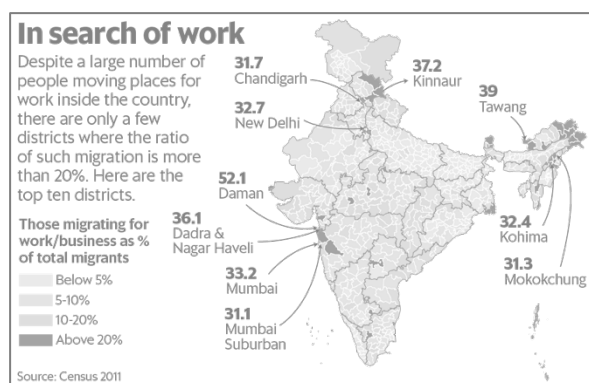 In search of work
Despite a large number of
people moving places for
work inside the country,
there are only a few
districts where the ratio
of such migration is more
than 20%. Here are the
top ten districts.
Those migrating for
work/business as %
of total migrants
Below 5%
5-10%
10-20%
Above 20%
31.7
Chandigarh
37.2
Kinnaur
32.7
New Delhi
39
Tawang
52.1
Daman
36.1
Dadra &
Nagar Haveli
33.2
Mumbai
31.1
Mumbai
Suburban
32.4
Kohima
31.3
Mokokchung
Source: Census 2011